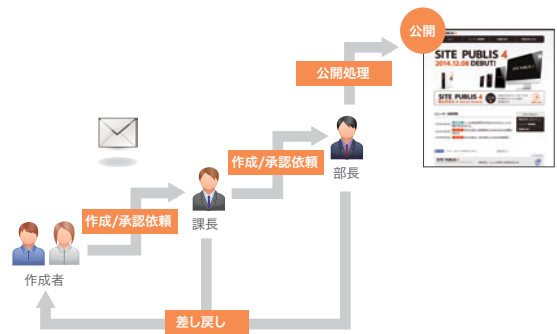 公開
SITE PUBLIS 4
2014.12.08 DEBUT!
公開処理
SITE PUBLIS 4
作成/承認依頼
部長
作成/承認依頼
課長
作成者
差し戻し